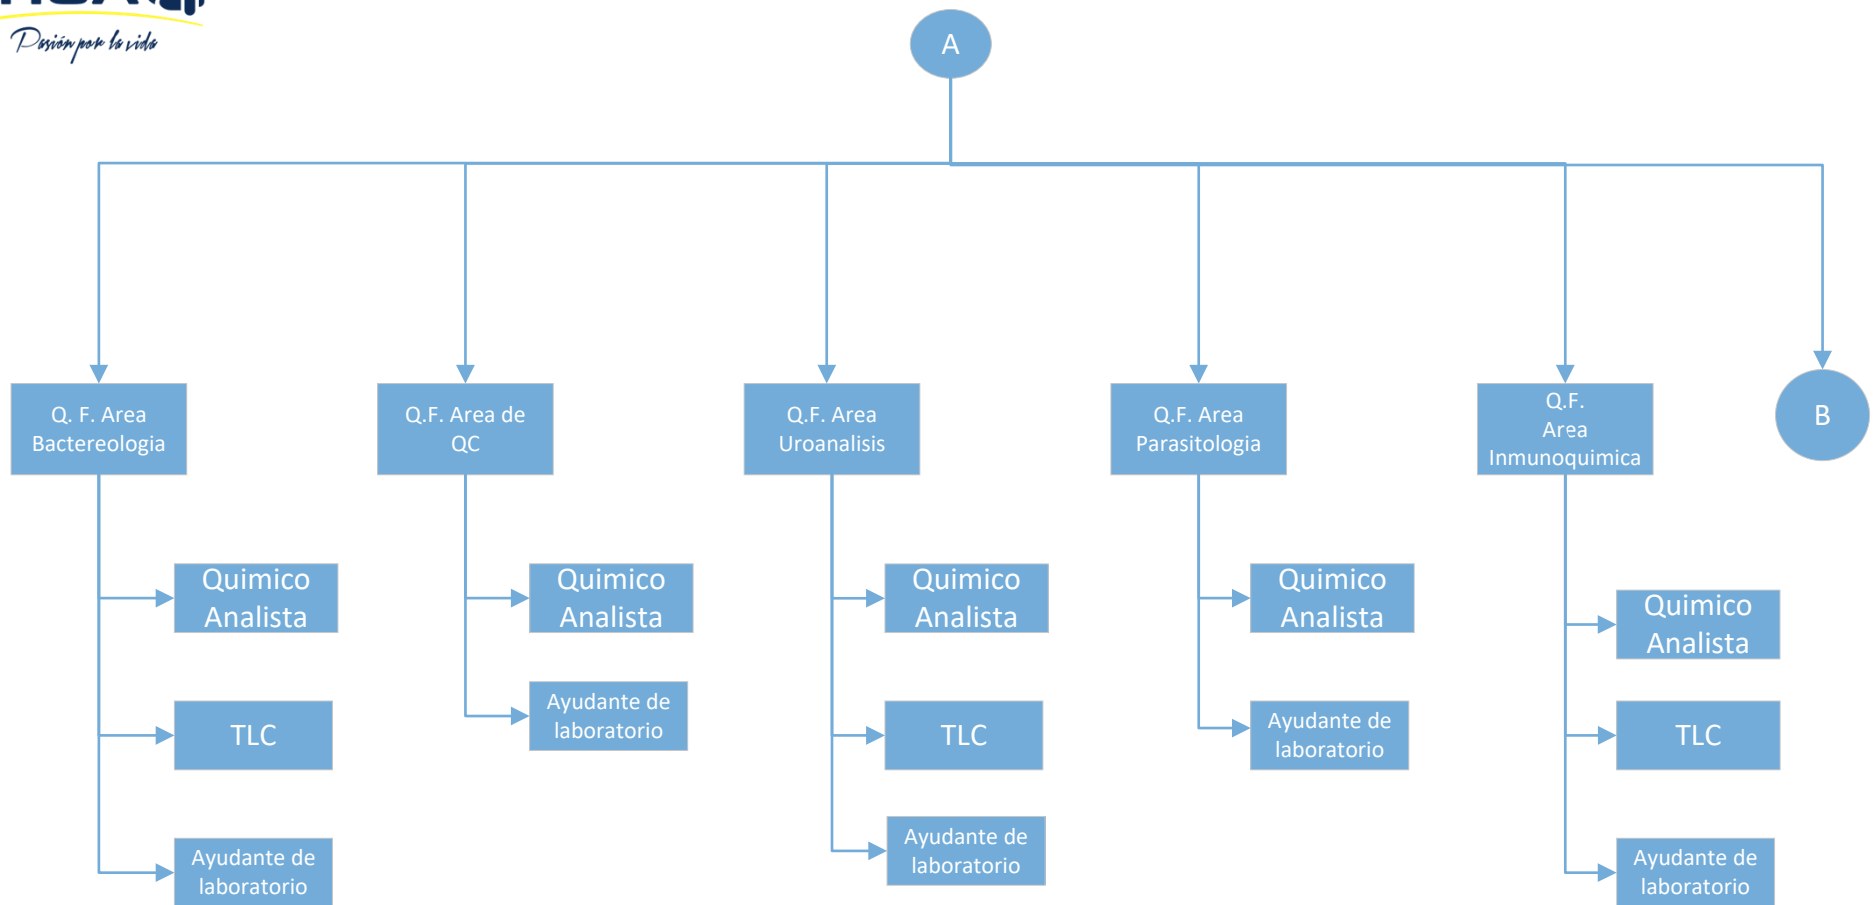 Pasión por la vida
A
Q. F. Area
Bactereologia
Q.F. Area de
QC
Q.F. Area
Uroanalisis
Q.F. Area
Parasitologia
Q.F.
Area
Inmunoquimica
B
Quimico
Analista
Quimico
Analista
Quimico
Analista
Quimico
Analista
Quimico
Analista
Ayudante de
laboratorio
TLC
TLC
Ayudante de
laboratorio
TLC
Ayudante de
laboratorio
Ayudante de
laboratorio
Ayudante de
laboratorio